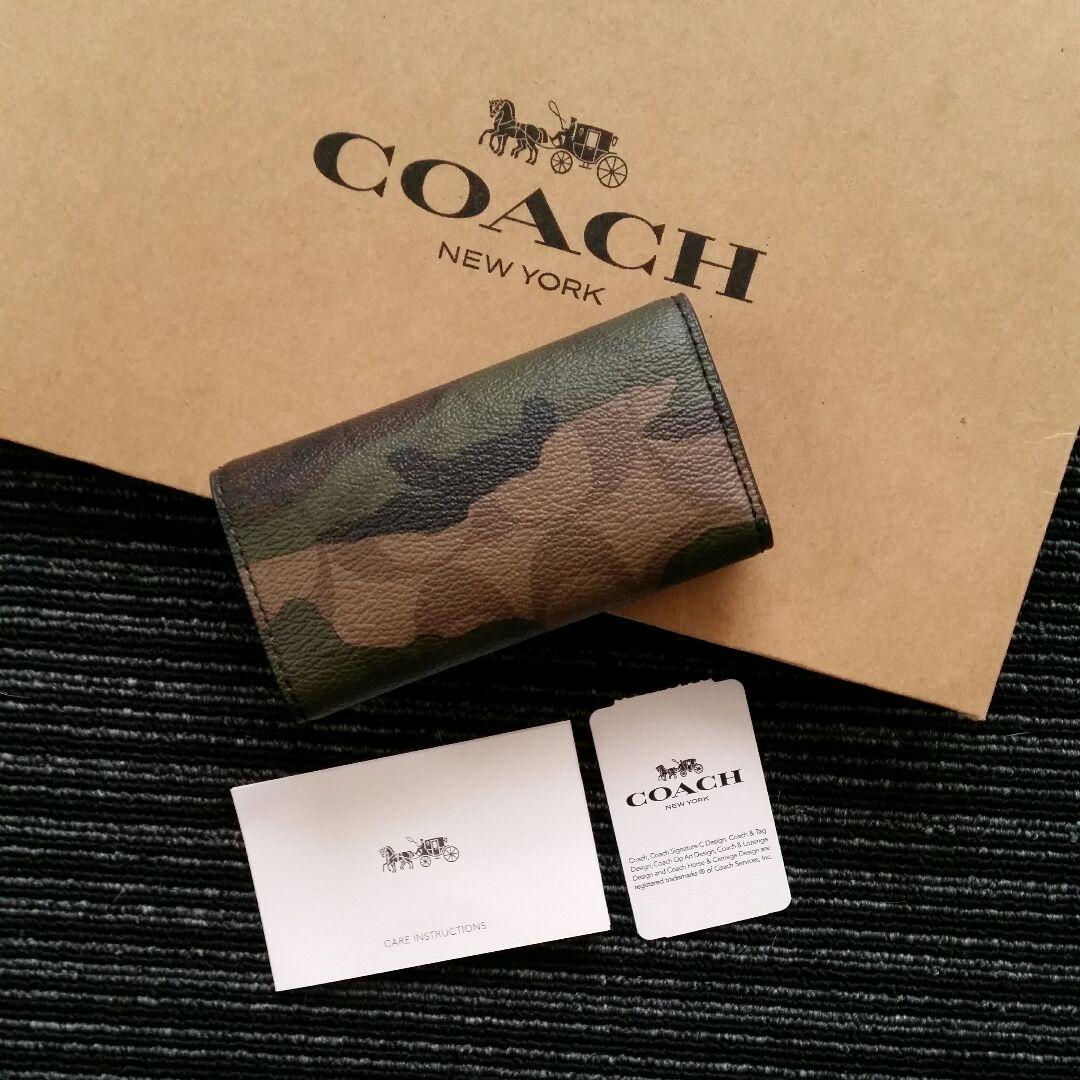 COACH
NEW YORK
CARE INSTRUCTIONS
COACH
NEW YORK
Coach, Coach Signature C Design, Coach & Tag
Design, Coach Op Art Design, Coach & Lozenge
Design and Coach Horse & Carriage Design are
registered trademarks ® of Coach Services, Inc.